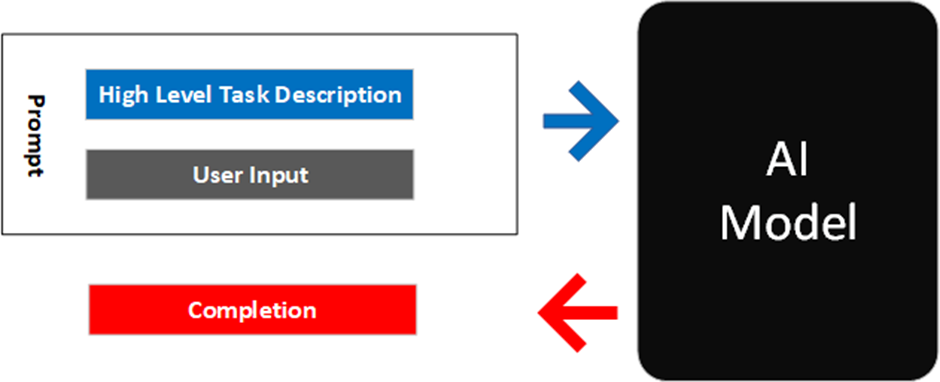 Prompt
High Level Task Description
User Input
Completion
AI
Model